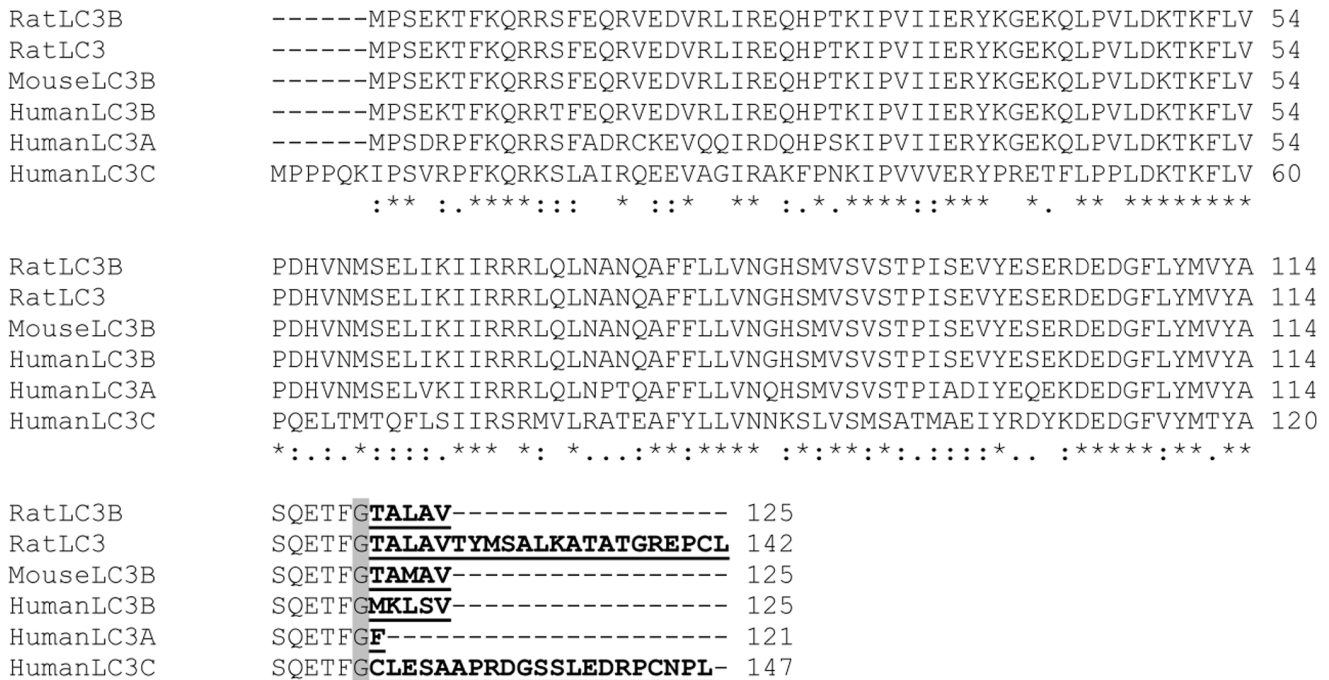 RatLC3B ------MPSEKTFKQRRSFEQRVEDVRLIREQHPTKIPVIIERYKGEKQLPVLDKTKFLV 54
RatLC3 ------MPSEKTFKQRRSFEQRVEDVRLIREQHPTKIPVIIERYKGEKQLPVLDKTKFLV 54
MouseLC3B ------MPSEKTFKQRRSFEQRVEDVRLIREQHPTKIPVIIERYKGEKQLPVLDKTKFLV 54
HumanLC3B ------MPSEKTFKQRRTFEQRVEDVRLIREQHPTKIPVIIERYKGEKQLPVLDKTKFLV 54
HumanLC3A ------MPSDRPFKQRRSFADRCKEVQQIRDQHPSKIPVIIERYKGEKQLPVLDKTKFLV 54
HumanLC3C MPPPQKIPSVRPFKQRKSLAIRQEEVAGIRAKFPNKIPVVVERYPRETFLPPLDKTKFLV 60
:** :.****:::  * ::*  ** :.*.****::***  *. ** ********
RatLC3B PDHVNMSELIKIIRRRLQLNANQAFFLLVNGHSMVSVSTPISEVYESERDEDGFLYMVYA 114
RatLC3 PDHVNMSELIKIIRRRLQLNANQAFFLLVNGHSMVSVSTPISEVYESERDEDGFLYMVYA 114
MouseLC3B PDHVNMSELIKIIRRRLQLNANQAFFLLVNGHSMVSVSTPISEVYESERDEDGFLYMVYA 114
HumanLC3B PDHVNMSELIKIIRRRLQLNANQAFFLLVNGHSMVSVSTPISEVYESEKDEDGFLYMVYA 114
HumanLC3A PDHVNMSELVKIIRRRLQLNPTQAFFLLVNQHSMVSVSTPIADIYEQEKDEDGFLYMVYA 114
HumanLC3C PQELTMTQFLSIIRSRMVLRATEAFYLLVNNKSLVSMSATMAEIYRDYKDEDGFVYMTYA 120
*:.:.*::::.*** *: *...:**:**** :*:**:*:.::::*.. :*****:**.**
RatLC3B SQETFGTALAV----------------- 125
RatLC3 SQETFGTALAVTYMSALKATATGREPCL 142
MouseLC3B SQETFGTAMAV----------------- 125
HumanLC3B SQETFGMKLSV----------------- 125
HumanLC3A SQETFGF--------------------- 121
HumanLC3C SQETFGCLESAAPRDGSSLEDRPCNPL- 147